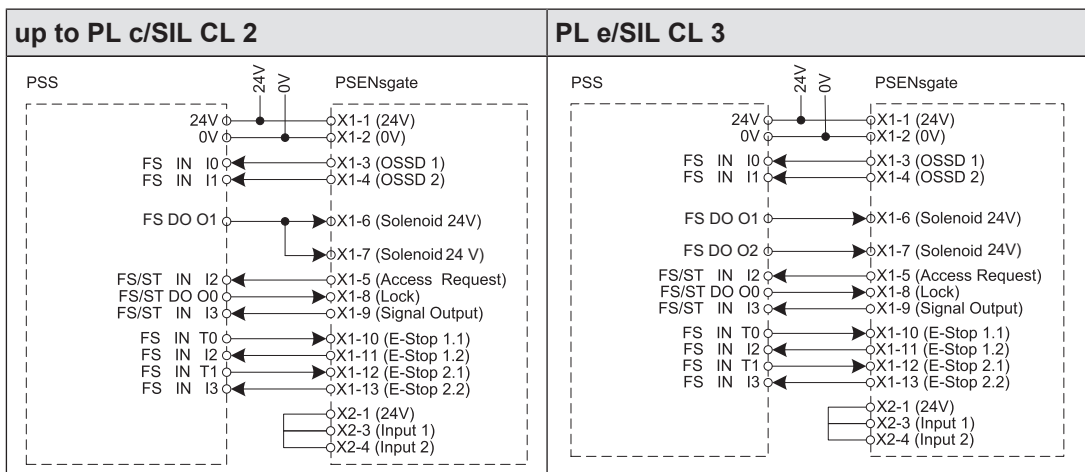 up to PL c/SIL CL 2
PSS 24V 0V PSENsgate
24V X1-1 (24V)
0V X1-2 (0V)
FS IN I0 X1-3 (OSSD 1)
FS IN I1 X1-4 (OSSD 2)
FS DO O1 X1-6 (Solenoid 24V)
X1-7 (Solenoid 24 V)
FS/ST IN I2 X1-5 (Access Request)
FS/ST DO O0 X1-8 (Lock)
FS/ST IN I3 X1-9 (Signal Output)
FS IN T0 X1-10 (E-Stop 1.1)
FS IN I2 X1-11 (E-Stop 1.2)
FS IN T1 X1-12 (E-Stop 2.1)
FS IN I3 X1-13 (E-Stop 2.2)
X2-1 (24V)
X2-3 (Input 1)
X2-4 (Input 2)
PL e/SIL CL 3
PSS 24V 0V PSENsgate
24V X1-1 (24V)
0V X1-2 (0V)
FS IN I0 X1-3 (OSSD 1)
FS IN I1 X1-4 (OSSD 2)
FS DO O1 X1-6 (Solenoid 24V)
FS DO O2 X1-7 (Solenoid 24V)
FS/ST IN I2 X1-5 (Access Request)
FS/ST DO O0 X1-8 (Lock)
FS/ST IN I3 X1-9 (Signal Output)
FS IN T0 X1-10 (E-Stop 1.1)
FS IN I2 X1-11 (E-Stop 1.2)
FS IN T1 X1-12 (E-Stop 2.1)
FS IN I3 X1-13 (E-Stop 2.2)
X2-1 (24V)
X2-3 (Input 1)
X2-4 (Input 2)